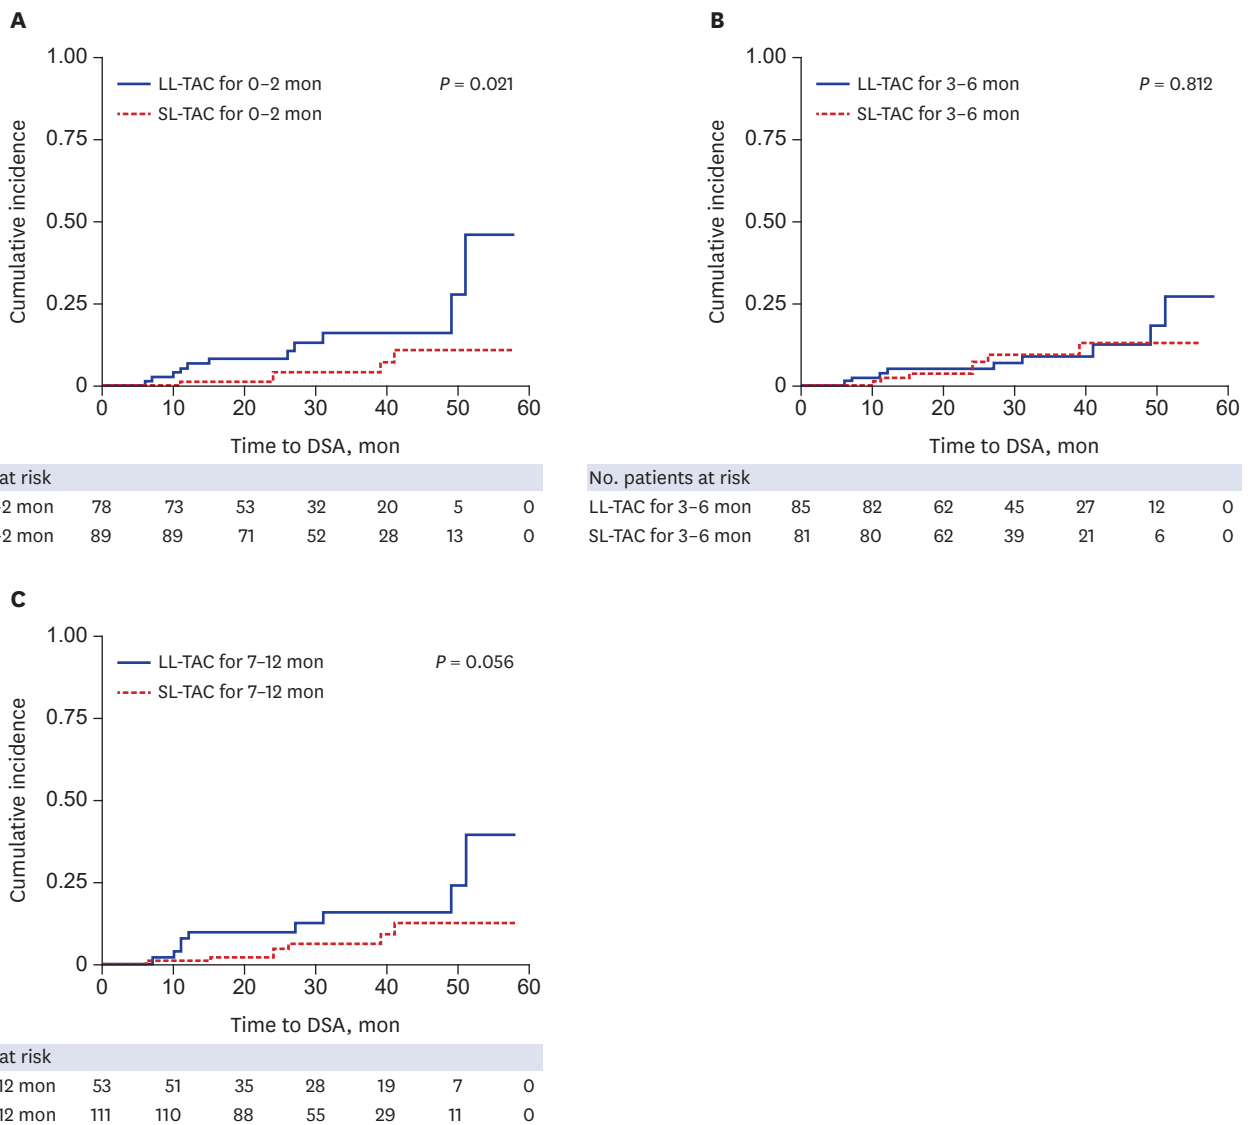 A
1.00
0.75
0.50
0.25
0
Cumulative incidence
LL-TAC for 0–2 mon
SL-TAC for 0–2 mon
P = 0.021
0 10 20 30 40 50 60
Time to DSA, mon
at risk
-2 mon 78 73 53 32 20 5 0
-2 mon 89 89 71 52 28 13 0
B
1.00
0.75
0.50
0.25
0
Cumulative incidence
LL-TAC for 3–6 mon
SL-TAC for 3–6 mon
P = 0.812
0 10 20 30 40 50 60
Time to DSA, mon
No. patients at risk
LL-TAC for 3–6 mon 85 82 62 45 27 12 0
SL-TAC for 3–6 mon 81 80 62 39 21 6 0
C
1.00
0.75
0.50
0.25
0
Cumulative incidence
LL-TAC for 7–12 mon
SL-TAC for 7–12 mon
P = 0.056
0 10 20 30 40 50 60
Time to DSA, mon
at risk
12 mon 53 51 35 28 19 7 0
12 mon 111 110 88 55 29 11 0